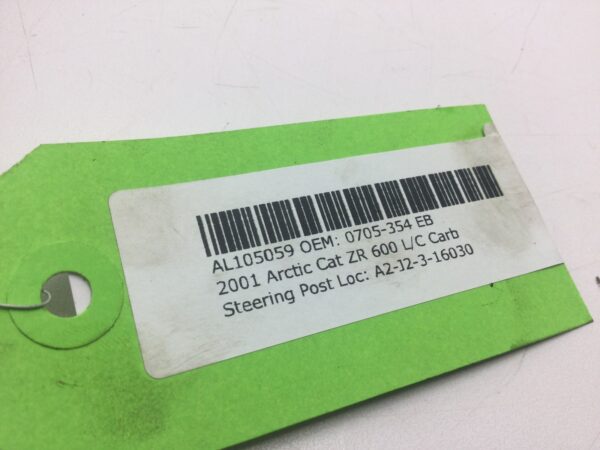 AL105059 OEM: 0705-354 EB
2001 Arctic Cat ZR 600 L/C Carb
Steering Post Loc: A2-J2-3-16030